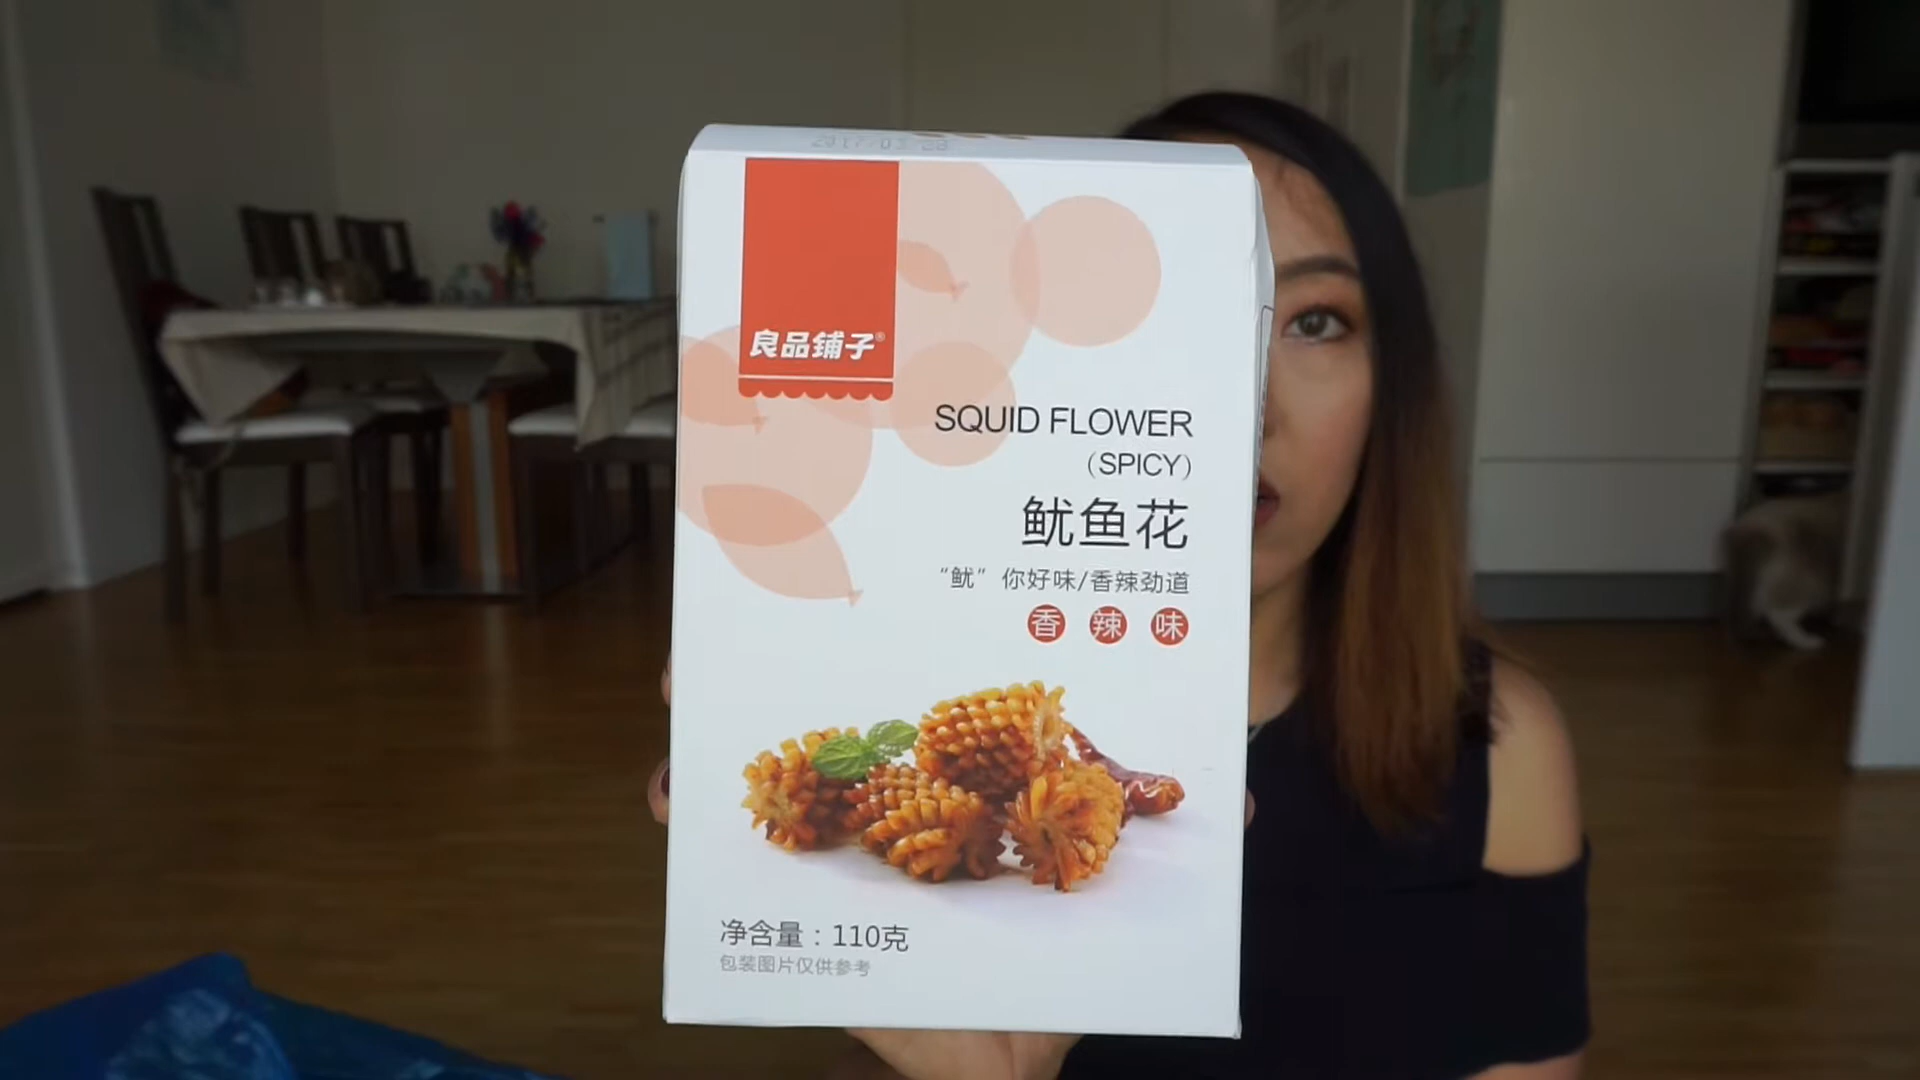 良品铺子®
SQUID FLOWER
(SPICY)
鱿鱼花
“鱿”你好味/香辣劲道
香辣味
净含量：110克
包装图片仅供参考